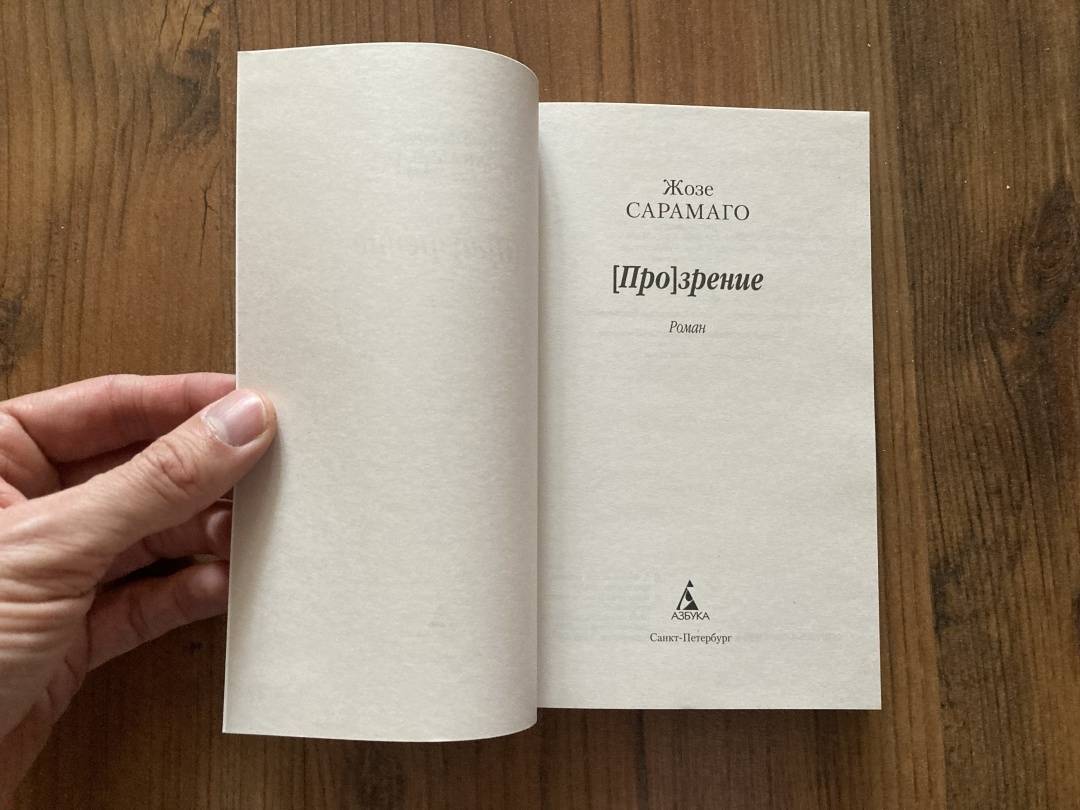 Жозе
САРАМАГО
[Про]зрение
Роман
АЗБУКА
Санкт-Петербург